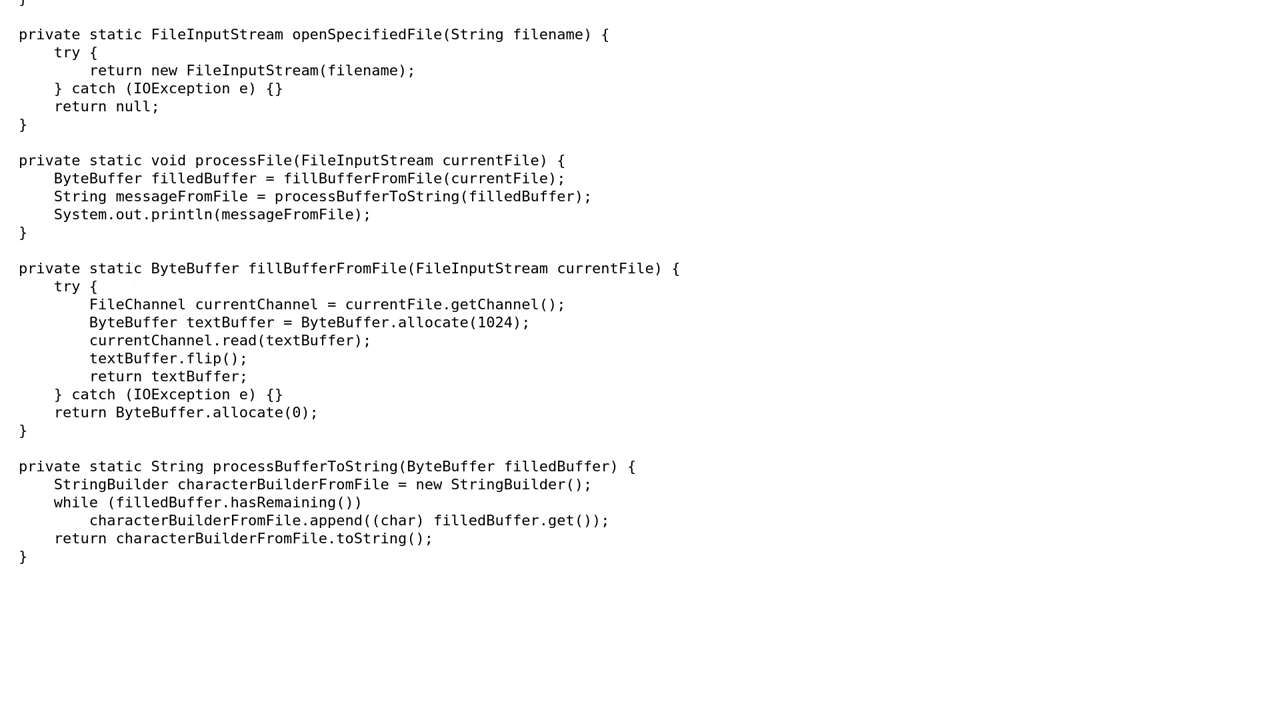 }
private static FileInputStream openSpecifiedFile(String filename) {
    try {
        return new FileInputStream(filename);
    } catch (IOException e) {}
    return null;
}

private static void processFile(FileInputStream currentFile) {
    ByteBuffer filledBuffer = fillBufferFromFile(currentFile);
    String messageFromFile = processBufferToString(filledBuffer);
    System.out.println(messageFromFile);
}

private static ByteBuffer fillBufferFromFile(FileInputStream currentFile) {
    try {
        FileChannel currentChannel = currentFile.getChannel();
        ByteBuffer textBuffer = ByteBuffer.allocate(1024);
        currentChannel.read(textBuffer);
        textBuffer.flip();
        return textBuffer;
    } catch (IOException e) {}
    return ByteBuffer.allocate(0);
}

private static String processBufferToString(ByteBuffer filledBuffer) {
    StringBuilder characterBuilderFromFile = new StringBuilder();
    while (filledBuffer.hasRemaining())
        characterBuilderFromFile.append((char) filledBuffer.get());
    return characterBuilderFromFile.toString();
}